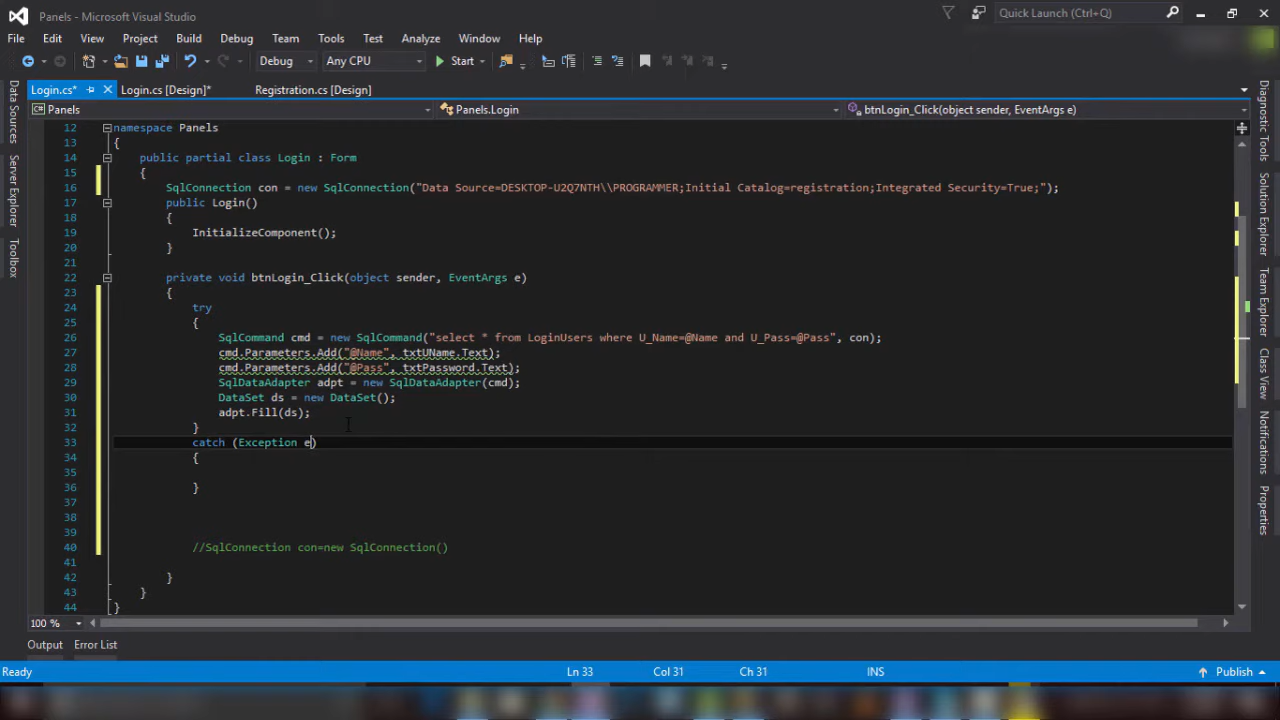 Panels - Microsoft Visual Studio
Quick Launch (Ctrl+Q)
File Edit View Project Build Debug Team Tools Test Analyze Window Help
Debug Any CPU Start
Login.cs* Login.cs [Design]* Registration.cs [Design]
Panels Panels.Login btnLogin_Click(object sender, EventArgs e)
Data Sources
Server Explorer
Toolbox
12 namespace Panels
13 {
14 public partial class Login : Form
15 {
16 SqlConnection con = new SqlConnection("Data Source=DESKTOP-U2Q7NTH\\PROGRAMMER;Initial Catalog=registration;Integrated Security=True;");
17 public Login()
18 {
19 InitializeComponent();
20 }
21
22 private void btnLogin_Click(object sender, EventArgs e)
23 {
24 try
25 {
26 SqlCommand cmd = new SqlCommand("select * from LoginUsers where U_Name=@Name and U_Pass=@Pass", con);
27 cmd.Parameters.Add("@Name", txtUName.Text);
28 cmd.Parameters.Add("@Pass", txtPassword.Text);
29 SqlDataAdapter adpt = new SqlDataAdapter(cmd);
30 DataSet ds = new DataSet();
31 adpt.Fill(ds);
32 }
33 catch (Exception e)
34 {
35
36 }
37
38
39
40 //SqlConnection con=new SqlConnection()
41
42 }
43 }
44 }
Diagnostic Tools
Solution Explorer
Team Explorer
Class View
Notifications
Properties
100 %
Output Error List
Ready Ln 33 Col 31 Ch 31 INS Publish